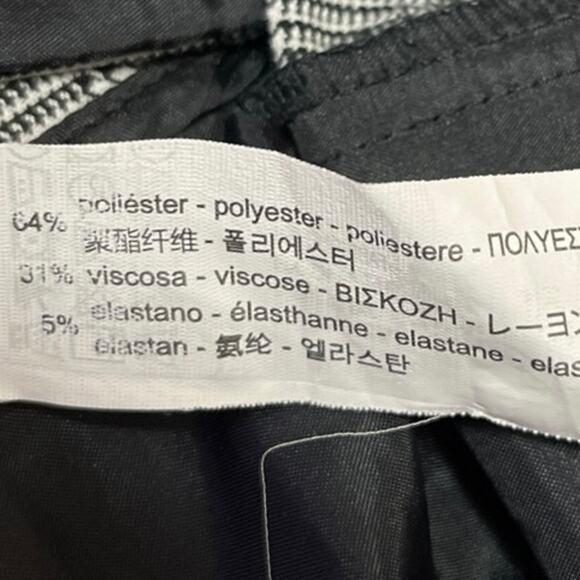 64% poliéster - polyester - poliestere - ΠΟΛΥΕΣ
聚酯纤维 - 폴리에스터
31% viscosa - viscose - ΒΙΣΚΟΖΗ - レーヨン
5% elastano - élasthanne - elastane - elas
elastan - 氨纶 - 엘라스탄